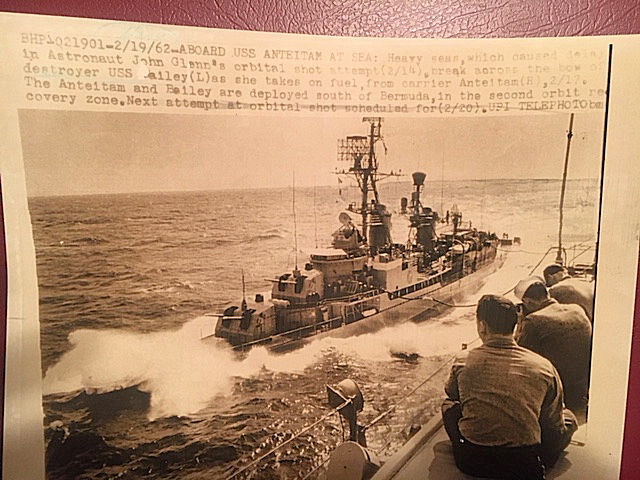 BHP1021901-2/19/62-ABOARD USS ANTEITAM AT SEA: Heavy seas, which caused delay
in Astronaut John Glenn's orbital shot attempt(2/14), break across the bow of
destroyer USS Bailey(L)as she takes on fuel, from carrier Anteitam(R), 2/17.
The Anteitam and Bailey are deployed south of Bermuda, in the second orbit re
covery zone. Next attempt at orbital shot scheduled for(2/20). UPI TELEPHOTO